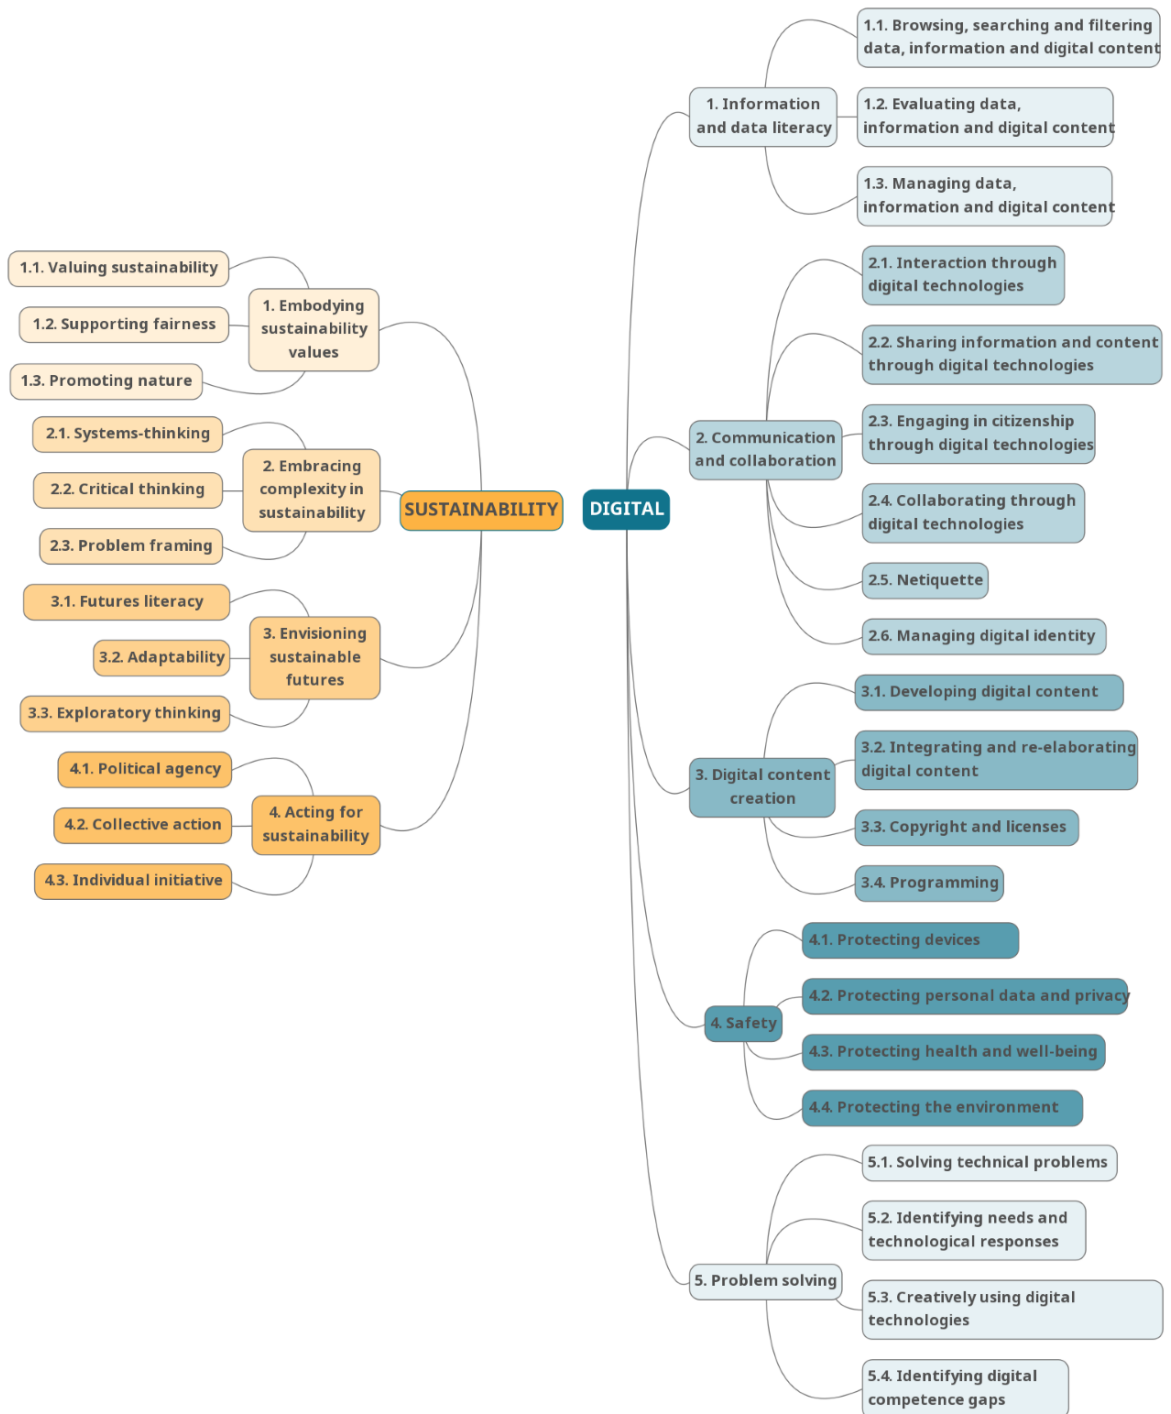 SUSTAINABILITY
1. Embodying
sustainability
values
1.1. Valuing sustainability
1.2. Supporting fairness
1.3. Promoting nature
2. Embracing
complexity in
sustainability
2.1. Systems-thinking
2.2. Critical thinking
2.3. Problem framing
3. Envisioning
sustainable
futures
3.1. Futures literacy
3.2. Adaptability
3.3. Exploratory thinking
4. Acting for
sustainability
4.1. Political agency
4.2. Collective action
4.3. Individual initiative
DIGITAL
1. Information
and data literacy
1.1. Browsing, searching and filtering
data, information and digital content
1.2. Evaluating data,
information and digital content
1.3. Managing data,
information and digital content
2. Communication
and collaboration
2.1. Interaction through
digital technologies
2.2. Sharing information and content
through digital technologies
2.3. Engaging in citizenship
through digital technologies
2.4. Collaborating through
digital technologies
2.5. Netiquette
2.6. Managing digital identity
3. Digital content
creation
3.1. Developing digital content
3.2. Integrating and re-elaborating
digital content
3.3. Copyright and licenses
3.4. Programming
4. Safety
4.1. Protecting devices
4.2. Protecting personal data and privacy
4.3. Protecting health and well-being
4.4. Protecting the environment
5. Problem solving
5.1. Solving technical problems
5.2. Identifying needs and
technological responses
5.3. Creatively using digital
technologies
5.4. Identifying digital
competence gaps